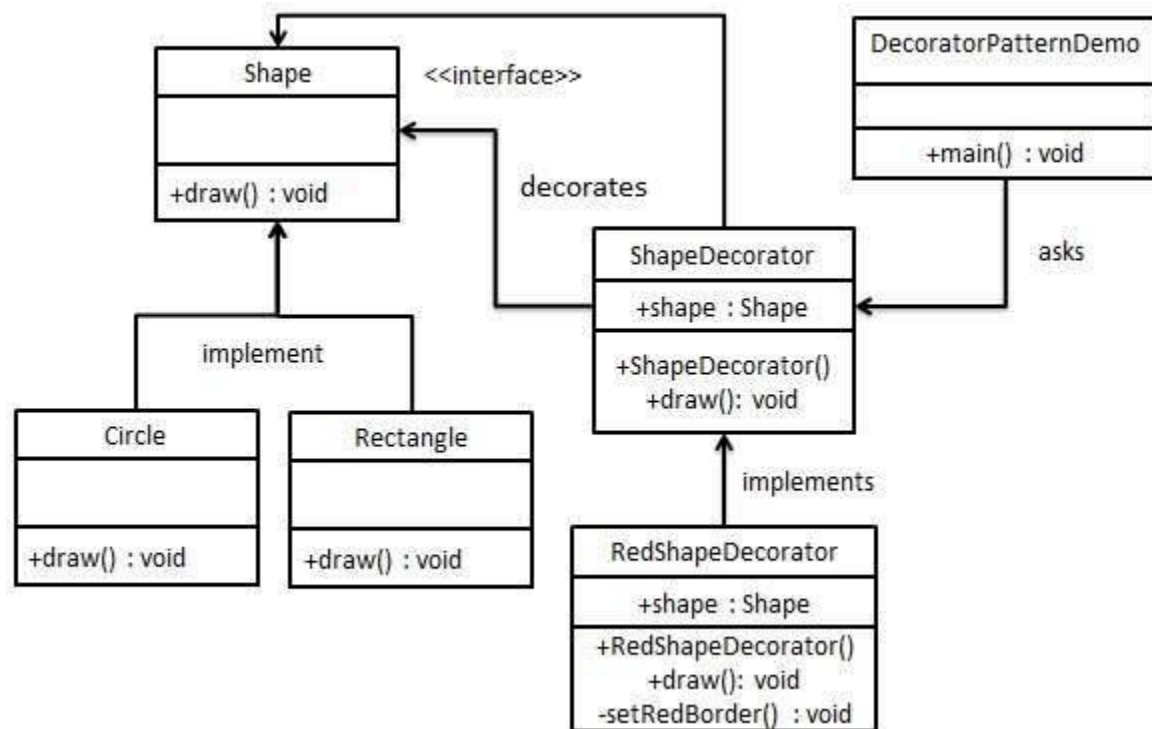 Shape
+draw() : void
<<interface>>
decorates
DecoratorPatternDemo
+main() : void
asks
ShapeDecorator
+shape : Shape
+ShapeDecorator()
+draw(): void
implement
Circle
+draw() : void
Rectangle
+draw() : void
implements
RedShapeDecorator
+shape : Shape
+RedShapeDecorator()
+draw(): void
-setRedBorder() : void